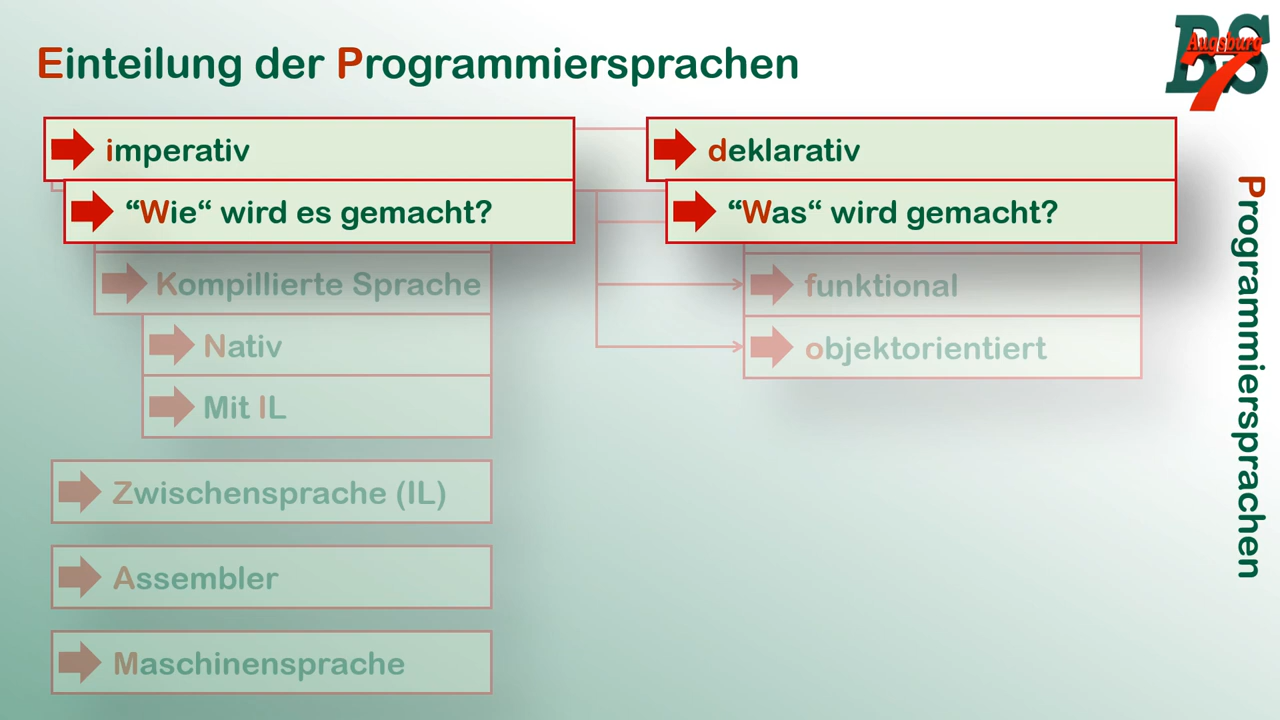 Einteilung der Programmiersprachen
BS
Augsburg
7
imperativ
“Wie“ wird es gemacht?
deklarativ
“Was“ wird gemacht?
Kompillierte Sprache
Nativ
Mit IL
Zwischensprache (IL)
Assembler
Maschinensprache
funktional
objektorientiert
Programmiersprachen